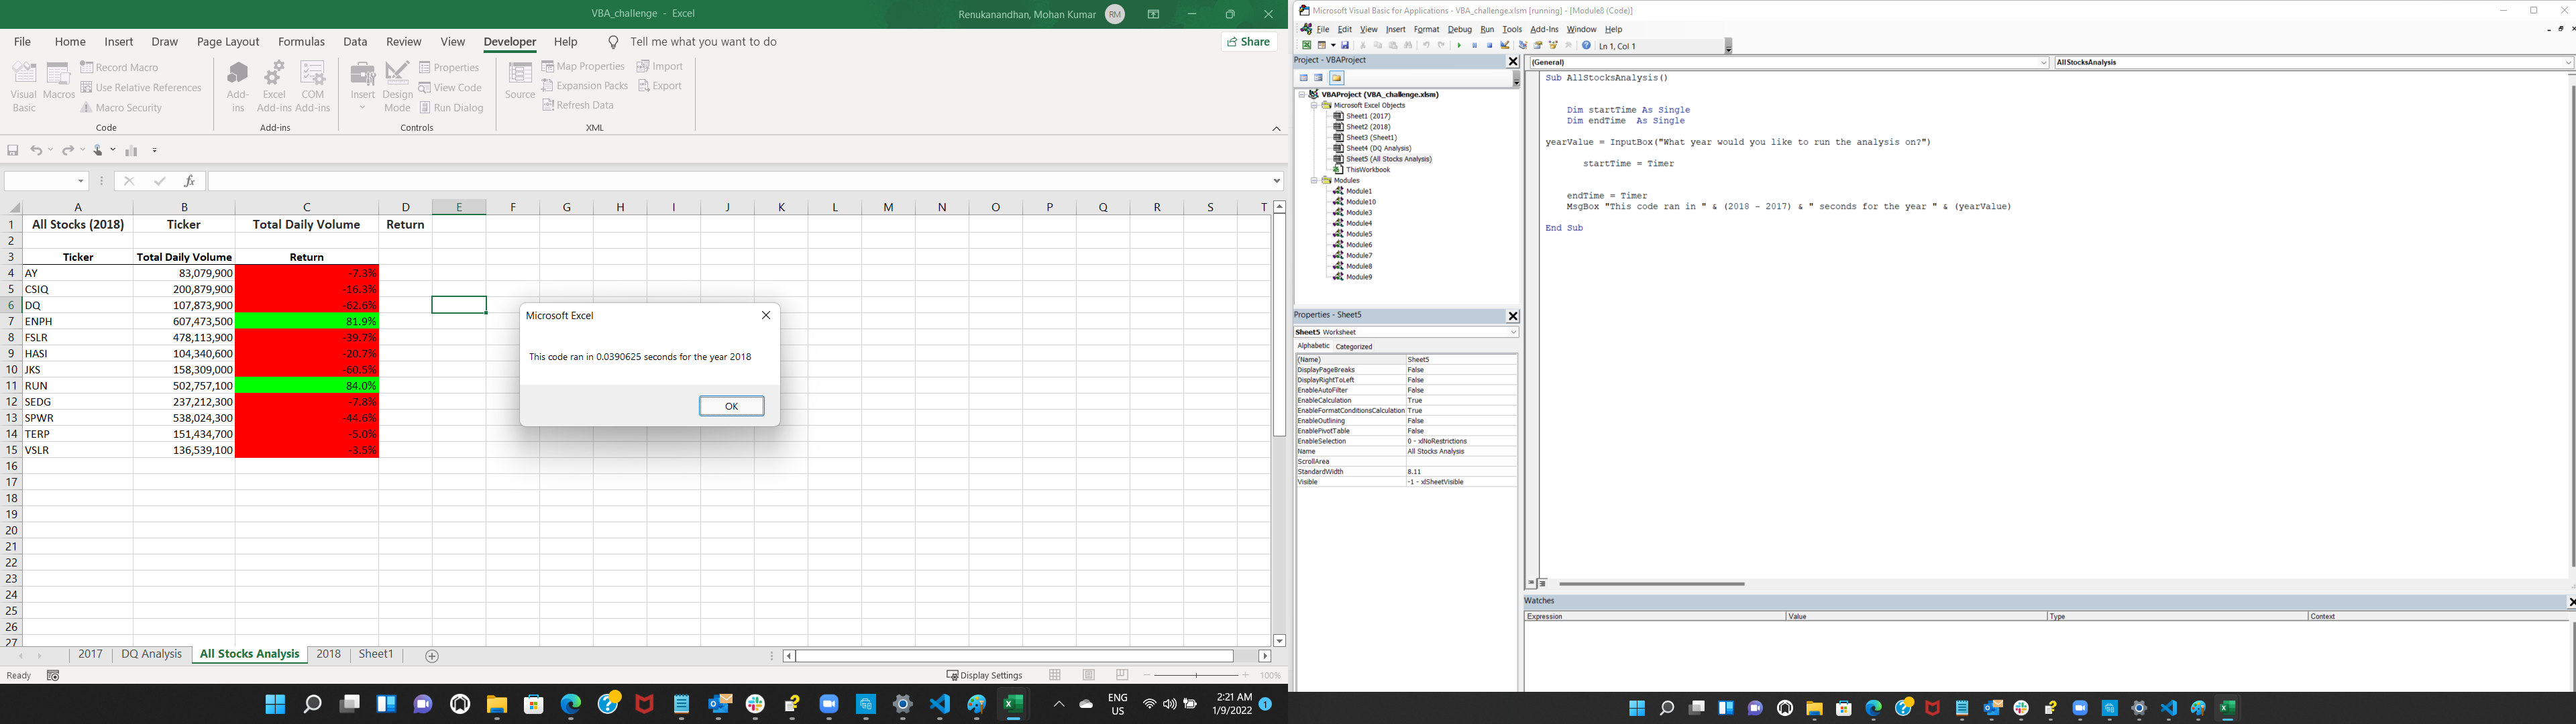 VBA_challenge - Excel
Renukanandhan, Mohan Kumar RM
File Home Insert Draw Page Layout Formulas Data Review View Developer Help Tell me what you want to do Share
Visual Basic
Macros
Record Macro
Use Relative References
Macro Security
Code
Add-ins
Excel Add-ins
COM Add-ins
Add-ins
Insert
Design Mode
Properties
View Code
Run Dialog
Controls
Source
Map Properties
Expansion Packs
Refresh Data
Import
Export
XML
fx
A B C D E F G H I J K L M N O P Q R S T
1 All Stocks (2018) Ticker Total Daily Volume Return
2
3 Ticker Total Daily Volume Return
4 AY 83,079,900 -7.3%
5 CSIQ 200,879,900 -16.3%
6 DQ 107,873,900 -62.6%
7 ENPH 607,473,500 81.9%
8 FSLR 478,113,900 -39.7%
9 HASI 104,340,600 -20.7%
10 JKS 158,309,000 -60.5%
11 RUN 502,757,100 84.0%
12 SEDG 237,212,300 -7.8%
13 SPWR 538,024,300 -44.6%
14 TERP 151,434,700 -5.0%
15 VSLR 136,539,100 -3.5%
16
17
18
19
20
21
22
23
24
25
26
27
Microsoft Excel
This code ran in 0.0390625 seconds for the year 2018
OK
2017 DQ Analysis All Stocks Analysis 2018 Sheet1
Ready
Display Settings
100%
ENG
US
2:21 AM
1/9/2022
1
Microsoft Visual Basic for Applications - VBA_challenge.xlsm [running] - [Module8 (Code)]
File Edit View Insert Format Debug Run Tools Add-Ins Window Help
Ln 1, Col 1
Project - VBAProject
VBAProject (VBA_challenge.xlsm)
Microsoft Excel Objects
Sheet1 (2017)
Sheet2 (2018)
Sheet3 (Sheet1)
Sheet4 (DQ Analysis)
Sheet5 (All Stocks Analysis)
ThisWorkbook
Modules
Module1
Module10
Module3
Module4
Module5
Module6
Module7
Module8
Module9
Properties - Sheet5
Sheet5 Worksheet
Alphabetic Categorized
(Name) Sheet5
DisplayPageBreaks False
DisplayRightToLeft False
EnableAutoFilter False
EnableCalculation True
EnableFormatConditionsCalculation True
EnableOutlining False
EnablePivotTable False
EnableSelection 0 - xlNoRestrictions
Name All Stocks Analysis
ScrollArea
StandardWidth 8.11
Visible -1 - xlSheetVisible
(General) AllStocksAnalysis
Sub AllStocksAnalysis()
Dim startTime As Single
Dim endTime As Single
yearValue = InputBox("What year would you like to run the analysis on?")
startTime = Timer
endTime = Timer
MsgBox "This code ran in " & (2018 - 2017) & " seconds for the year " & (yearValue)
End Sub
Watches
Expression Value Type Context